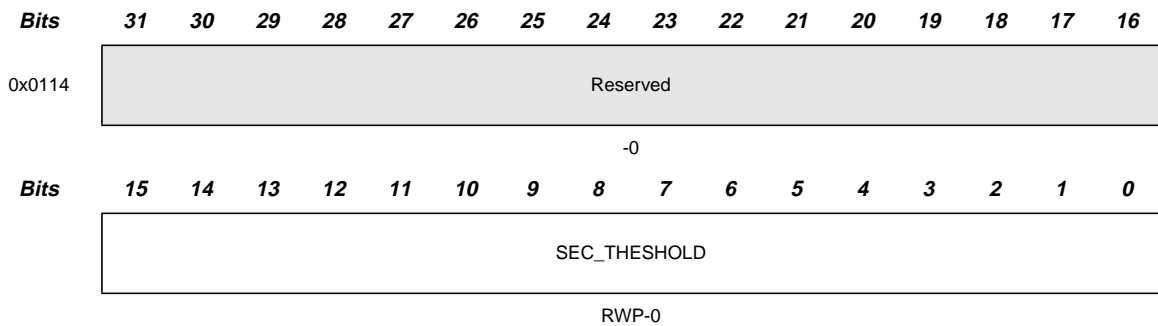 Bits 31 30 29 28 27 26 25 24 23 22 21 20 19 18 17 16
0x0114 Reserved
-0
Bits 15 14 13 12 11 10 9 8 7 6 5 4 3 2 1 0
SEC_THESHOLD
RWP-0